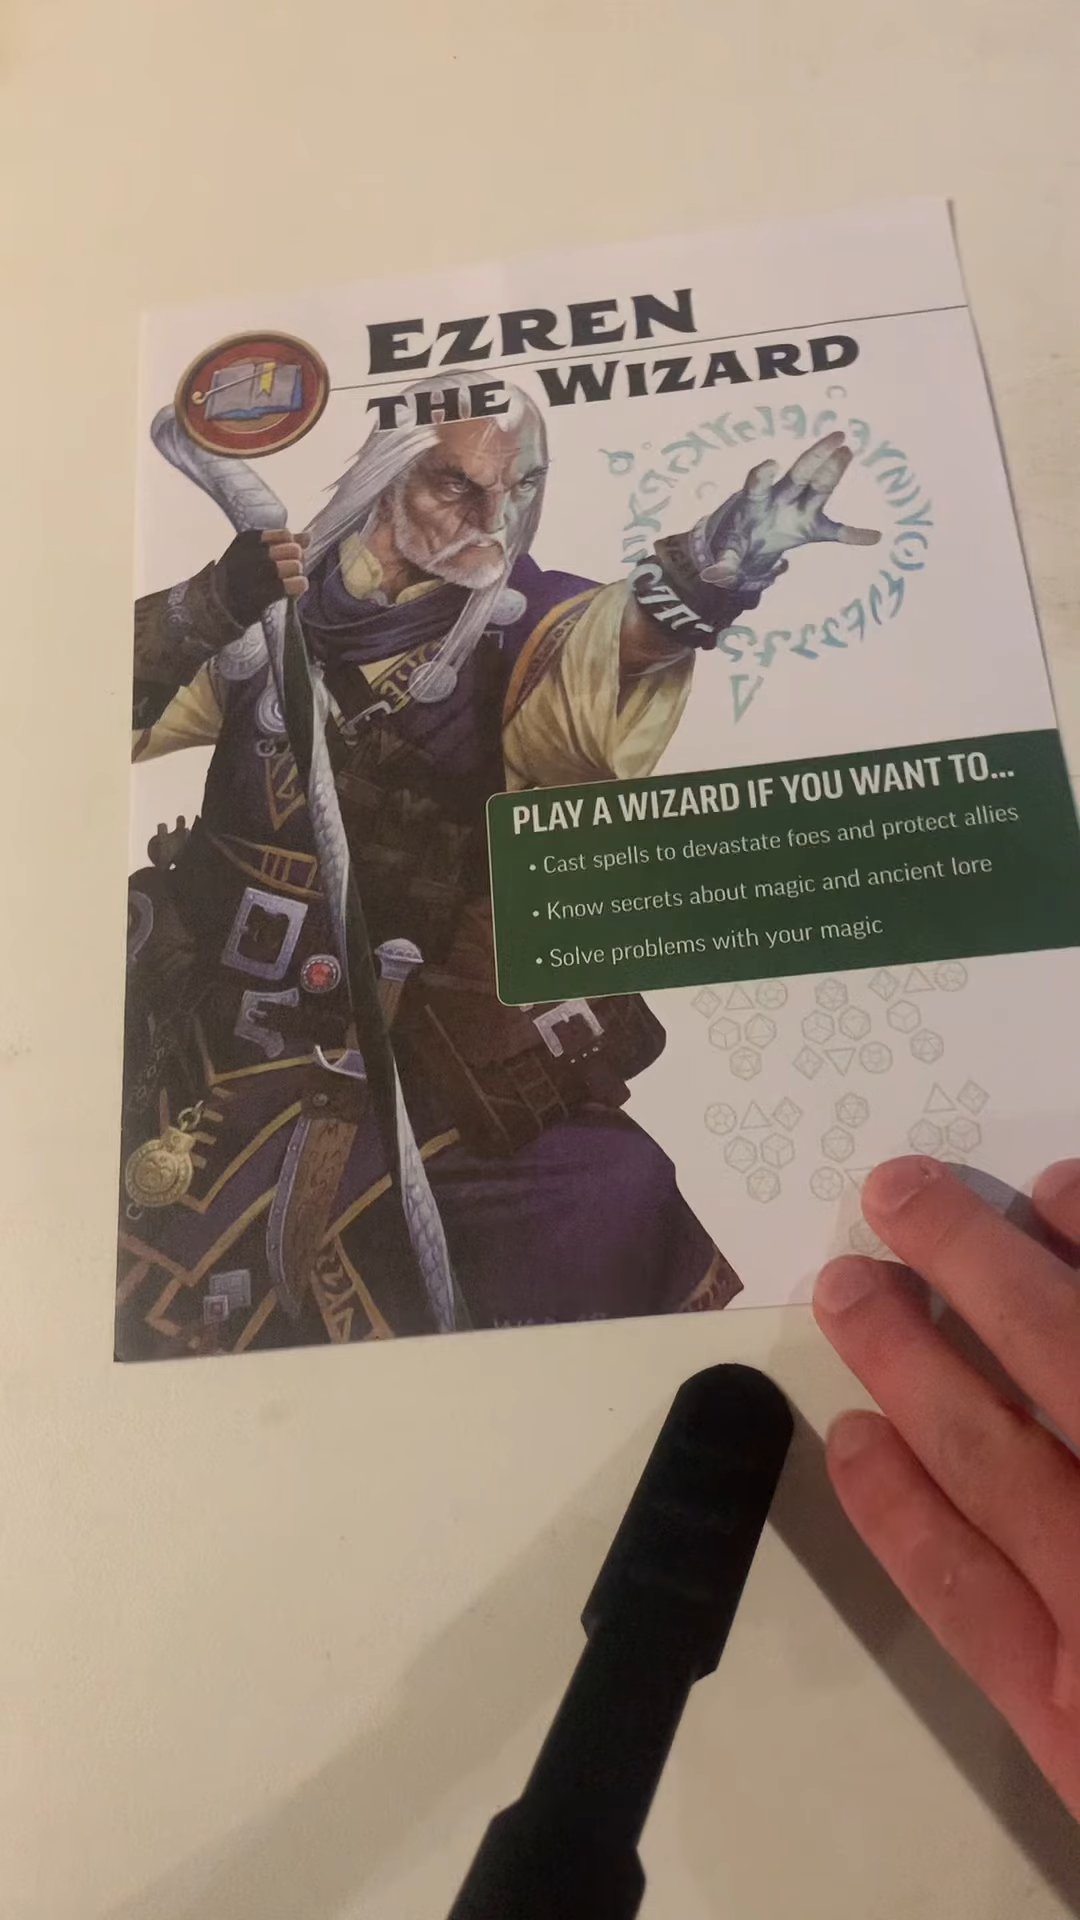 EZREN
THE WIZARD
PLAY A WIZARD IF YOU WANT TO...
• Cast spells to devastate foes and protect allies
• Know secrets about magic and ancient lore
• Solve problems with your magic